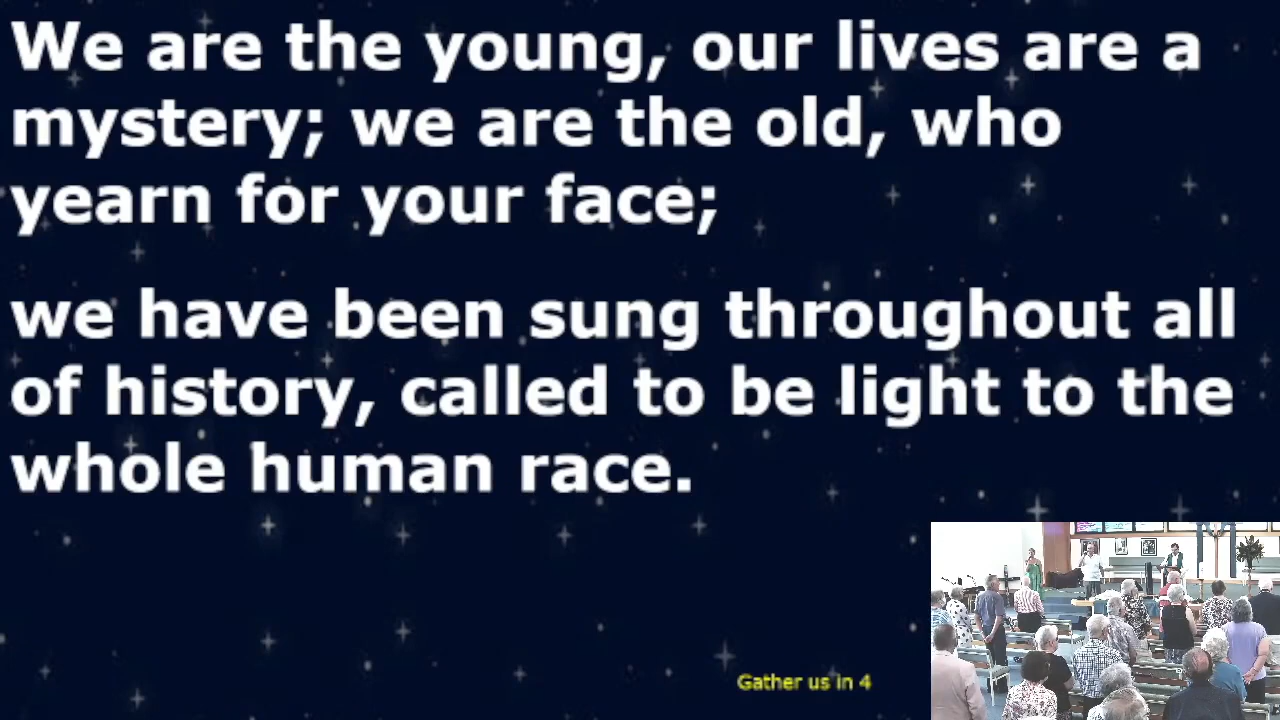 We are the young, our lives are a
mystery; we are the old, who
yearn for your face;
we have been sung throughout all
of history, called to be light to the
whole human race.
Gather us in 4